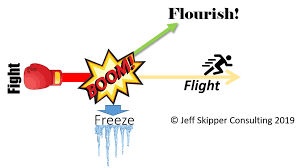 Flourish!
Fight
BOOM!
Flight
Freeze
© Jeff Skipper Consulting 2019